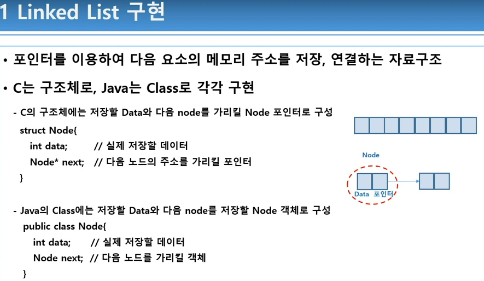 1 Linked List 구현
• 포인터를 이용하여 다음 요소의 메모리 주소를 저장, 연결하는 자료구조
• C는 구조체로, Java는 Class로 각각 구현
- C의 구조체에는 저장할 Data와 다음 node를 가리킬 Node 포인터로 구성
struct Node{
int data; // 실제 저장할 데이터
Node* next; // 다음 노드의 주소를 가리킬 포인터
}
Node
Data 포인터
- Java의 Class에는 저장할 Data와 다음 node를 저장할 Node 객체로 구성
public class Node{
int data; // 실제 저장할 데이터
Node next; // 다음 노드를 가리킬 객체
}